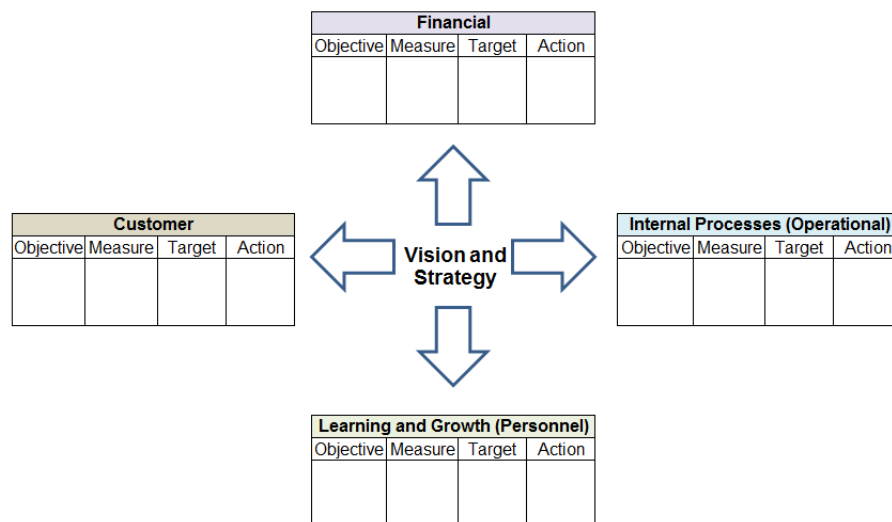 Financial
Objective Measure Target Action
Customer
Objective Measure Target Action
Vision and
Strategy
Internal Processes (Operational)
Objective Measure Target Action
Learning and Growth (Personnel)
Objective Measure Target Action